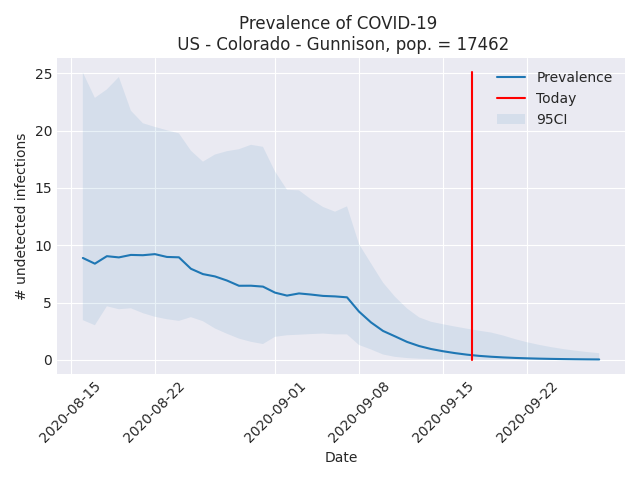 Prevalence of COVID-19
US - Colorado - Gunnison, pop. = 17462
# undetected infections
25
20
15
10
5
0
Prevalence
Today
95CI
2020-08-15
2020-08-22
2020-09-01
2020-09-08
2020-09-15
2020-09-22
Date